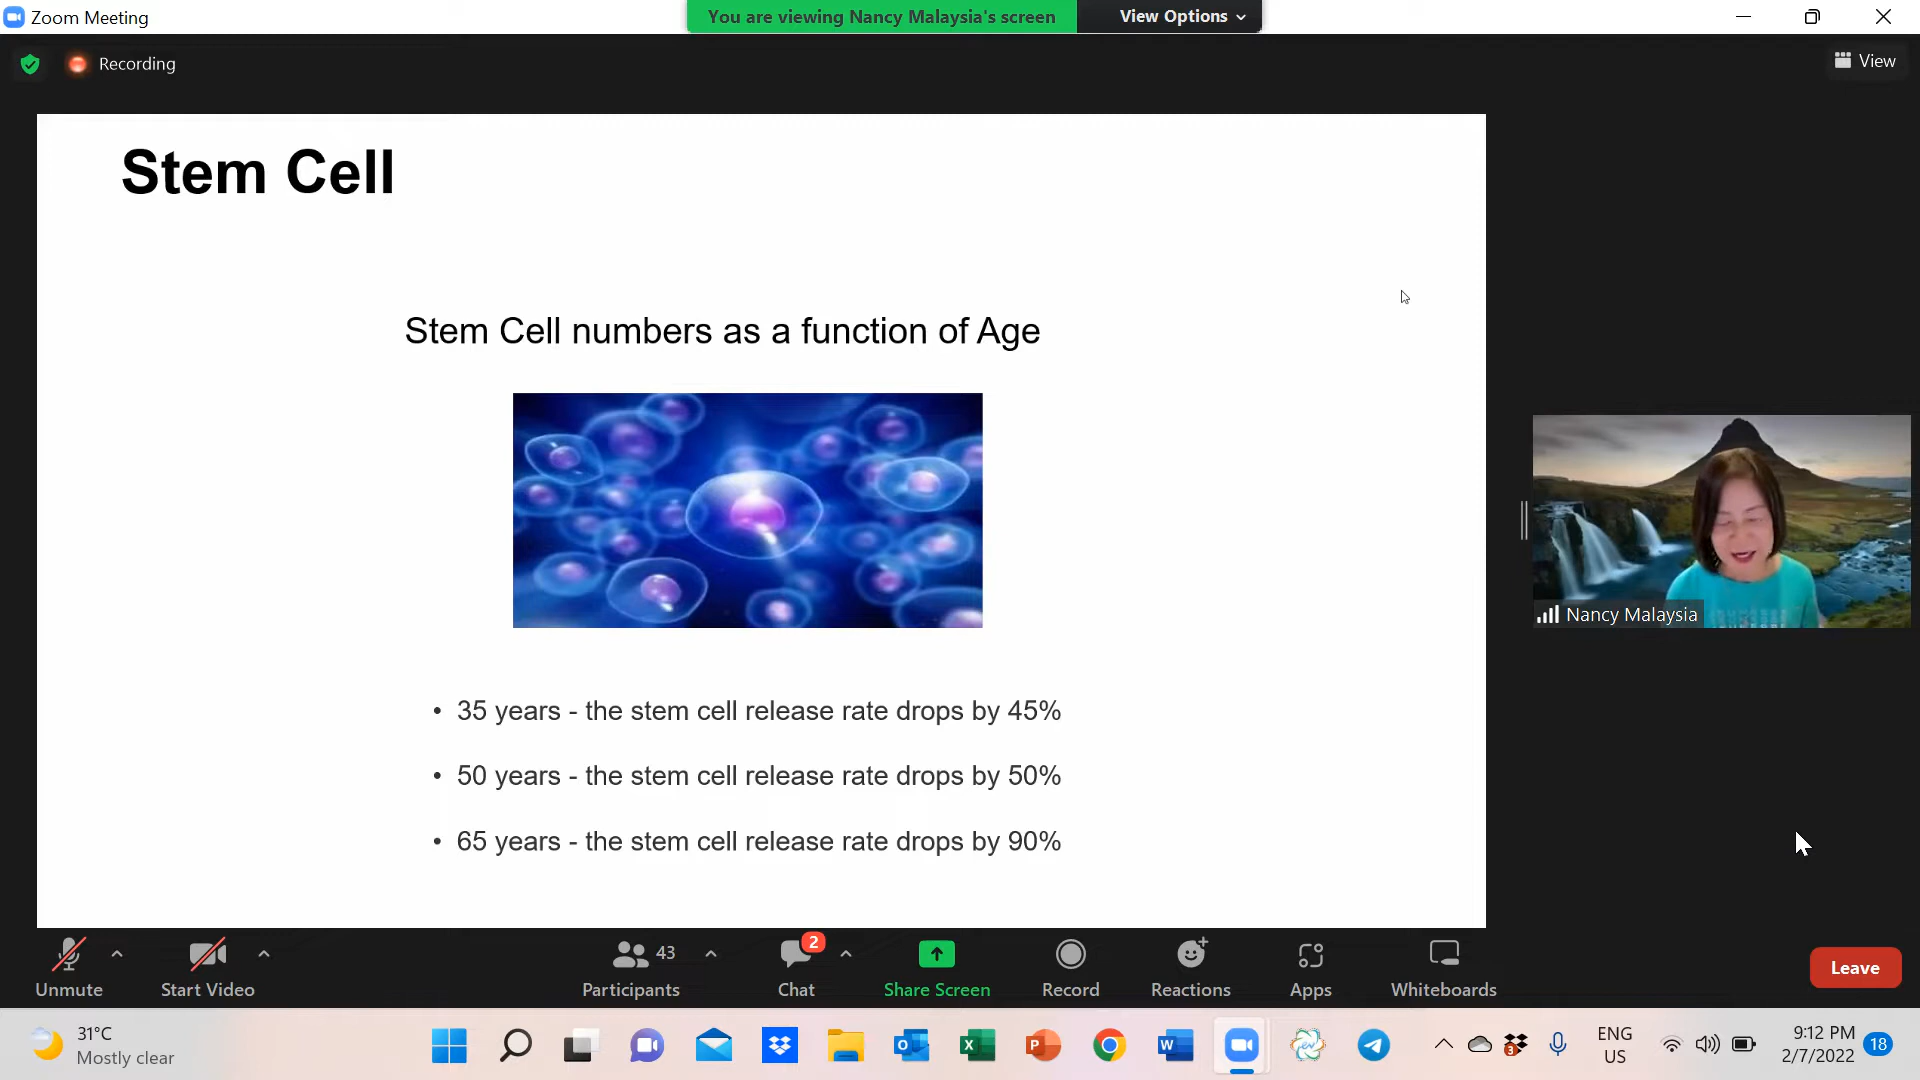 Zoom Meeting
You are viewing Nancy Malaysia's screen
View Options
Recording
View
Stem Cell
Stem Cell numbers as a function of Age
• 35 years - the stem cell release rate drops by 45%
• 50 years - the stem cell release rate drops by 50%
• 65 years - the stem cell release rate drops by 90%
Nancy Malaysia
Unmute
Start Video
43
Participants
2
Chat
Share Screen
Record
Reactions
Apps
Whiteboards
Leave
31°C
Mostly clear
3
ENG
US
9:12 PM
2/7/2022
18